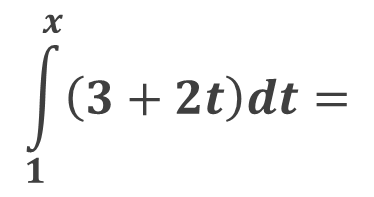 x
∫ (3 + 2t)dt =
1